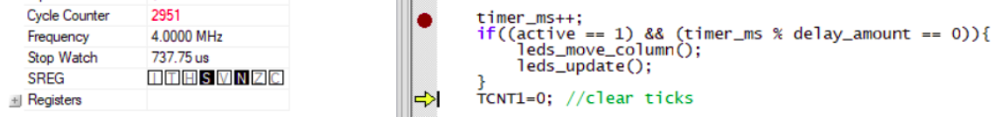 Cycle Counter 2951
Frequency 4.0000 MHz
Stop Watch 737.75 us
SREG I T H S V N Z C
Registers
timer_ms++;
if((active == 1) && (timer_ms % delay_amount == 0)){
leds_move_column();
leds_update();
}
TCNT1=0; //clear ticks